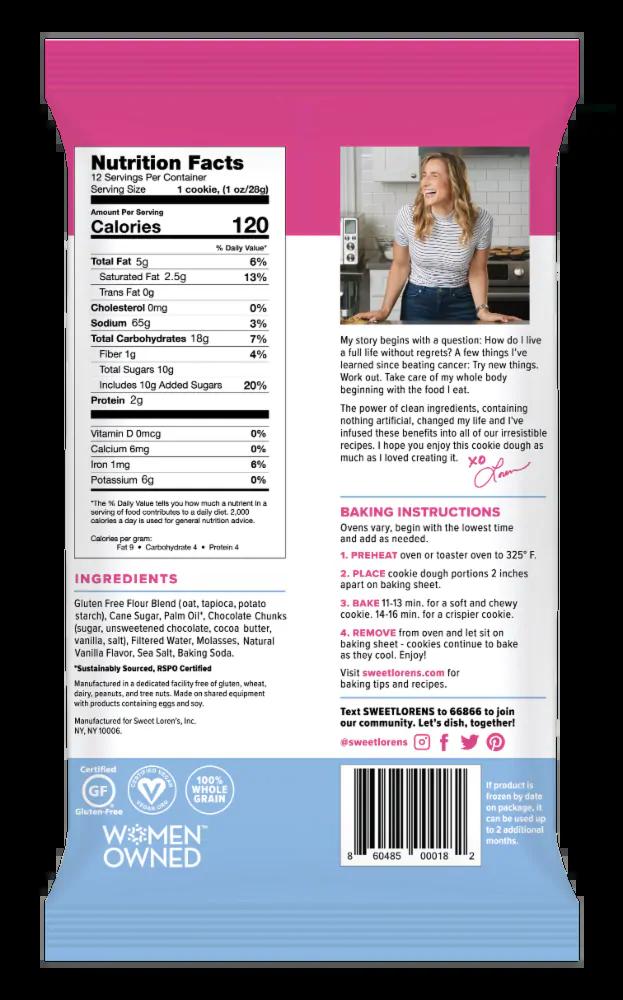 Nutrition Facts
12 Servings Per Container
Serving Size 1 cookie, (1 oz/28g)
Amount Per Serving
Calories 120
% Daily Value*
Total Fat 5g 6%
Saturated Fat 2.5g 13%
Trans Fat 0g
Cholesterol 0mg 0%
Sodium 65g 3%
Total Carbohydrates 18g 7%
Fiber 1g 4%
Total Sugars 10g
Includes 10g Added Sugars 20%
Protein 2g
Vitamin D 0mcg 0%
Calcium 6mg 0%
Iron 1mg 6%
Potassium 6g 0%
*The % Daily Value tells you how much a nutrient in a
serving of food contributes to a daily diet. 2,000
calories a day is used for general nutrition advice.
Calories per gram:
Fat 9 • Carbohydrate 4 • Protein 4
INGREDIENTS
Gluten Free Flour Blend (oat, tapioca, potato
starch), Cane Sugar, Palm Oil*, Chocolate Chunks
(sugar, unsweetened chocolate, cocoa butter,
vanilla, salt), Filtered Water, Molasses, Natural
Vanilla Flavor, Sea Salt, Baking Soda.
*Sustainably Sourced, RSPO Certified
Manufactured in a dedicated facility free of gluten, wheat,
dairy, peanuts, and tree nuts. Made on shared equipment
with products containing eggs and soy.
Manufactured for Sweet Loren's, Inc.
NY, NY 10006.
Certified
GF
Gluten-Free
CERTIFIED VEGAN
VEGAN.ORG
100%
WHOLE
GRAIN
WOMEN™
OWNED
My story begins with a question: How do I live
a full life without regrets? A few things I've
learned since beating cancer: Try new things.
Work out. Take care of my whole body
beginning with the food I eat.
The power of clean ingredients, containing
nothing artificial, changed my life and I've
infused these benefits into all of our irresistible
recipes. I hope you enjoy this cookie dough as
much as I loved creating it.
XO
Loren
BAKING INSTRUCTIONS
Ovens vary, begin with the lowest time
and add as needed.
1. PREHEAT oven or toaster oven to 325° F.
2. PLACE cookie dough portions 2 inches
apart on baking sheet.
3. BAKE 11-13 min. for a soft and chewy
cookie. 14-16 min. for a crispier cookie.
4. REMOVE from oven and let sit on
baking sheet - cookies continue to bake
as they cool. Enjoy!
Visit sweetlorens.com for
baking tips and recipes.
Text SWEETLORENS to 66866 to join
our community. Let's dish, together!
@sweetlorens
8 60485 00018 2
If product is
frozen by date
on package, it
can be used up
to 2 additional
months.